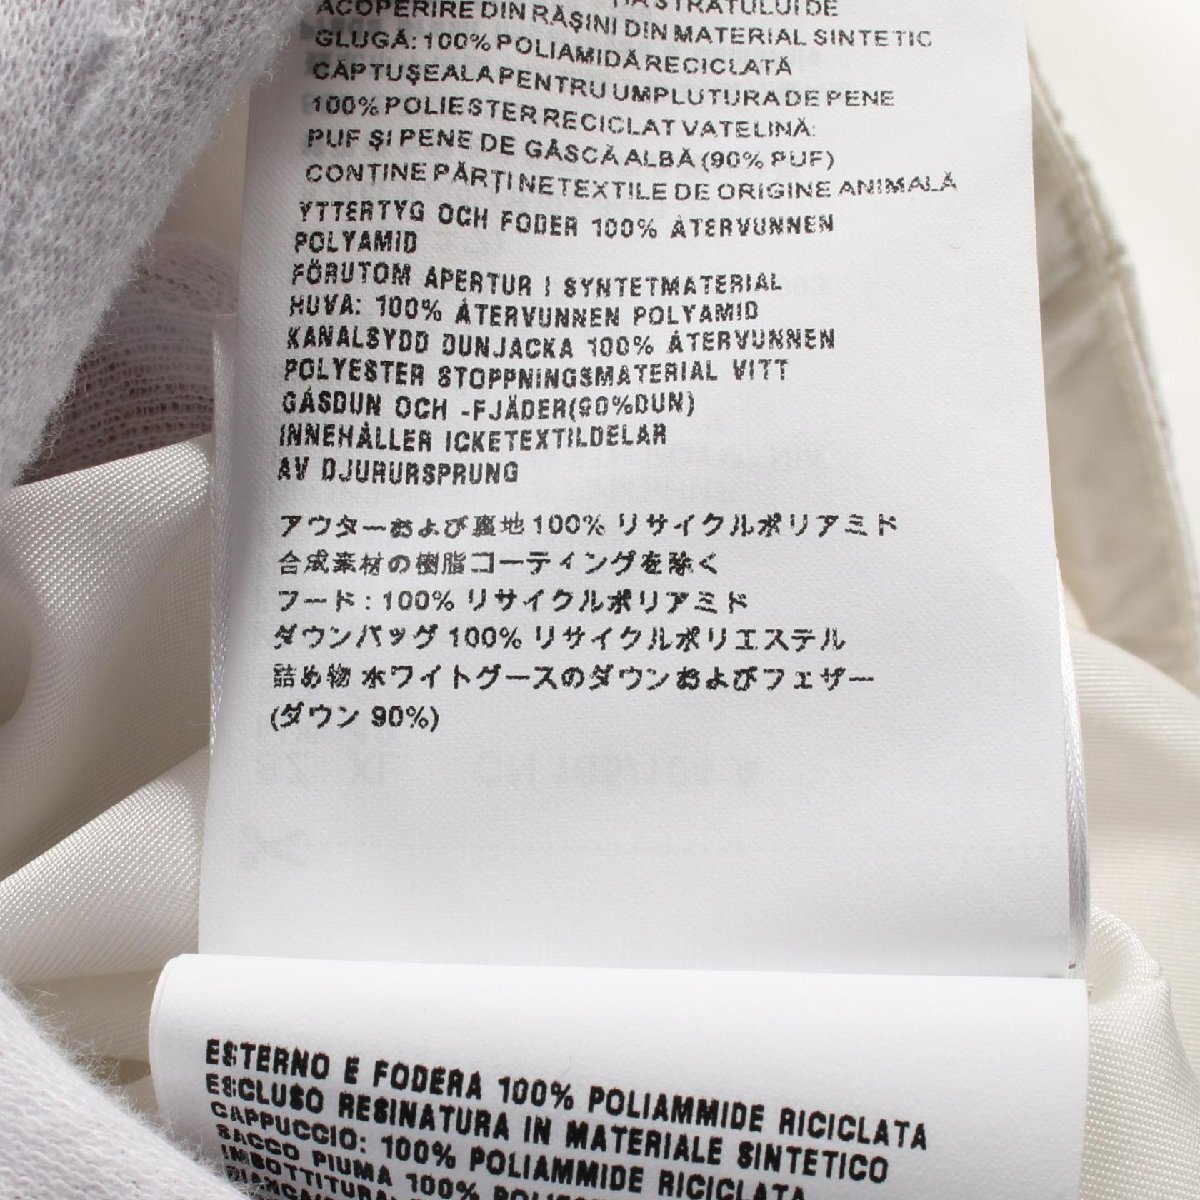 STRATULUI DE
ACOPERIRE DIN RĂȘINI DIN MATERIAL SINTETIC
GLUGĂ: 100% POLIAMIDĂ RECICLATĂ
CĂPTUȘEALA PENTRU UMPLUTURA DE PENE
100% POLIESTER RECICLAT VATELINĂ:
PUF ȘI PENE DE GÂSCĂ ALBĂ (90% PUF)
CONTINE PĂRȚI NETEXTILE DE ORIGINE ANIMALĂ
YTTERTYG OCH FODER 100% ÅTERVUNNEN
POLYAMID
FÖRUTOM APERTUR I SYNTETMATERIAL
HUVA: 100% ÅTERVUNNEN POLYAMID
KANALSYDD DUNJACKA 100% ÅTERVUNNEN
POLYESTER STOPPNINGSMATERIAL VITT
GÅSDUN OCH -FJÄDER(90%DUN)
INNEHÅLLER ICKETEXTILDELAR
AV DJURURSPRUNG
アウターおよび裏地 100% リサイクルポリアミド
合成素材の樹脂コーティングを除く
フード : 100% リサイクルポリアミド
ダウンバッグ 100% リサイクルポリエステル
詰め物 ホワイトグースのダウンおよびフェザー
(ダウン 90%)
ESTERNO E FODERA 100% POLIAMMIDE RICICLATA
ESCLUSO RESINATURA IN MATERIALE SINTETICO
CAPPUCCIO: 100% POLIAMMIDE RICICLATA
SACCO PIUMA 100%